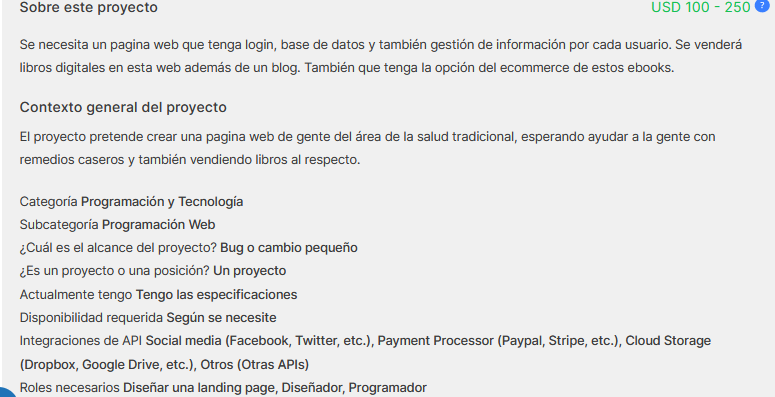 Sobre este proyecto
USD 100 - 250 ?
Se necesita un pagina web que tenga login, base de datos y también gestión de información por cada usuario. Se venderá
libros digitales en esta web además de un blog. También que tenga la opción del ecommerce de estos ebooks.
Contexto general del proyecto
El proyecto pretende crear una pagina web de gente del área de la salud tradicional, esperando ayudar a la gente con
remedios caseros y también vendiendo libros al respecto.
Categoría Programación y Tecnología
Subcategoría Programación Web
¿Cuál es el alcance del proyecto? Bug o cambio pequeño
¿Es un proyecto o una posición? Un proyecto
Actualmente tengo Tengo las especificaciones
Disponibilidad requerida Según se necesite
Integraciones de API Social media (Facebook, Twitter, etc.), Payment Processor (Paypal, Stripe, etc.), Cloud Storage
(Dropbox, Google Drive, etc.), Otros (Otras APIs)
Roles necesarios Diseñar una landing page, Diseñador, Programador